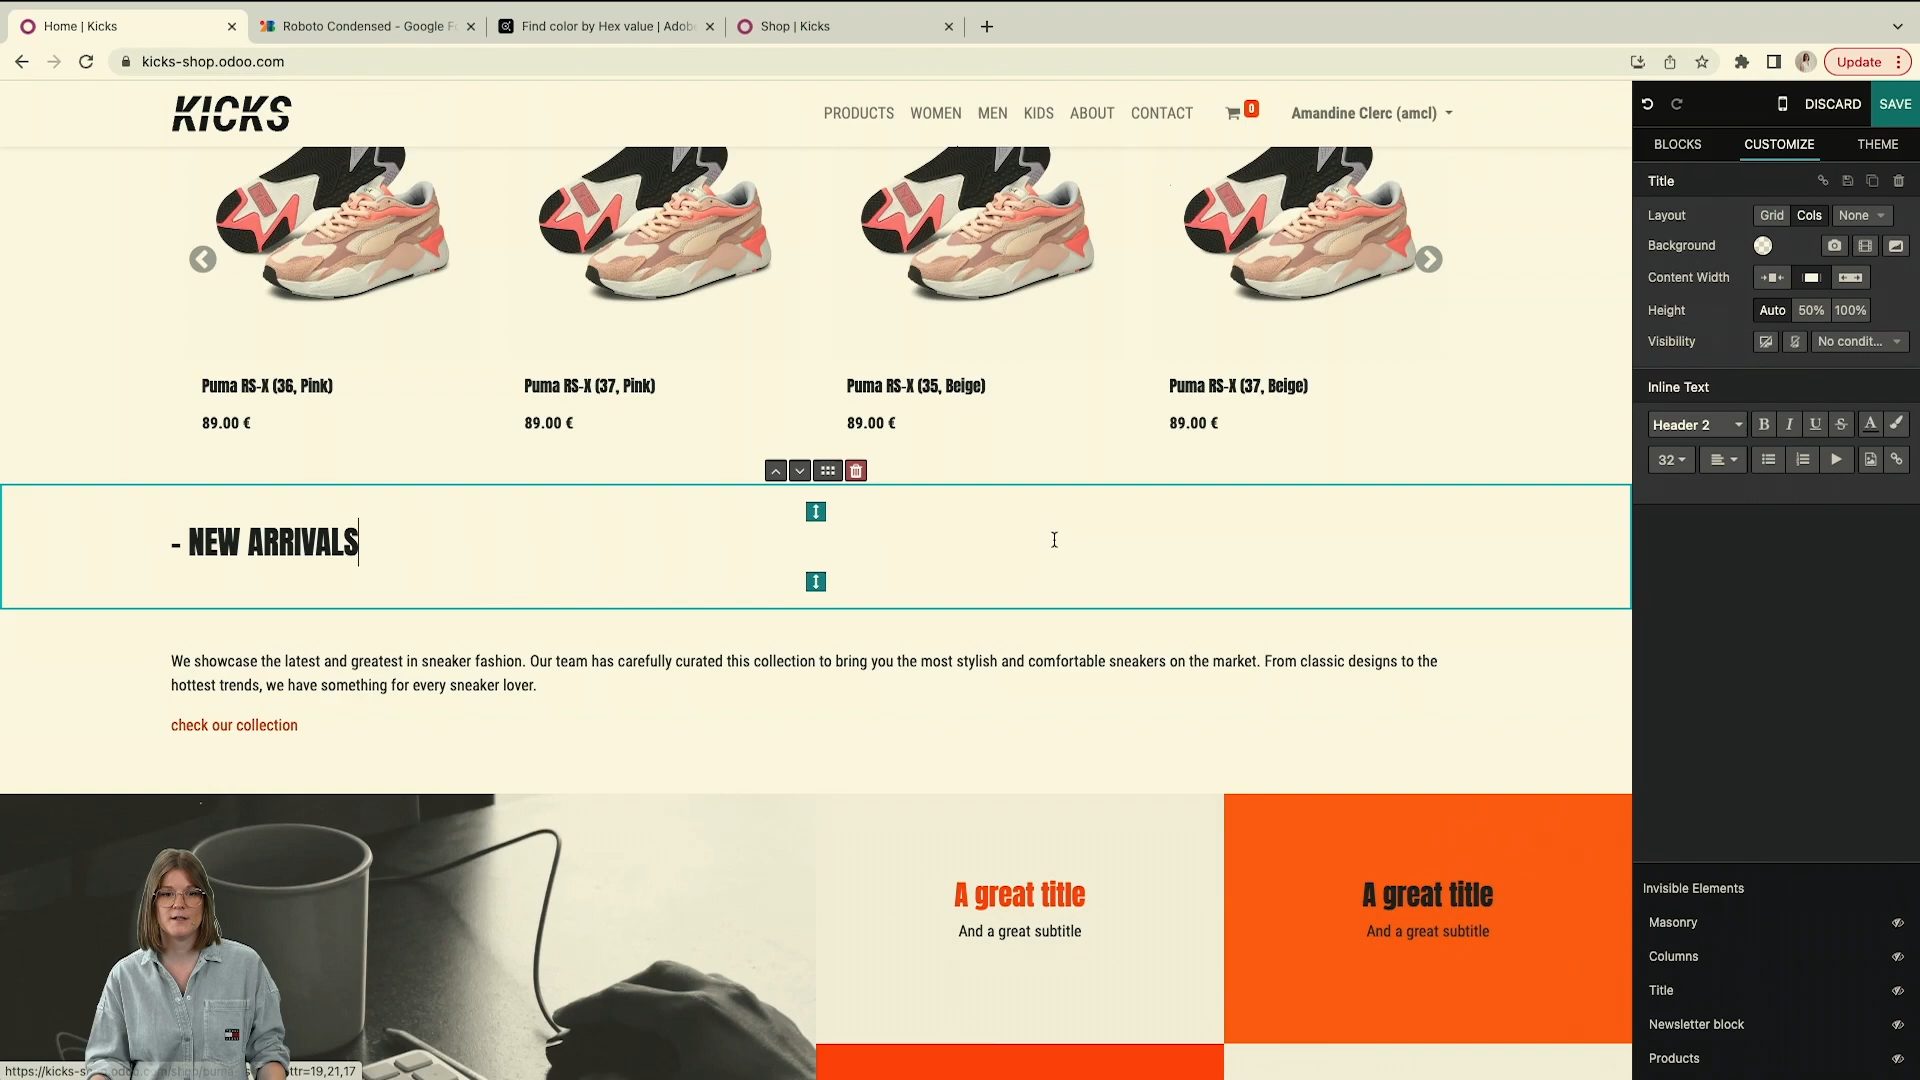 Home | Kicks
Roboto Condensed - Google F
Find color by Hex value | Adob
Shop | Kicks
kicks-shop.odoo.com
Update
KICKS
PRODUCTS WOMEN MEN KIDS ABOUT CONTACT 0 Amandine Clerc (amcl)
DISCARD SAVE
BLOCKS CUSTOMIZE THEME
Title
Layout Grid Cols None
Background
Content Width
Height Auto 50% 100%
Visibility No condit...
Inline Text
Header 2 B I U S A
32
Puma RS-X (36, Pink)
89.00 €
Puma RS-X (37, Pink)
89.00 €
Puma RS-X (35, Beige)
89.00 €
Puma RS-X (37, Beige)
89.00 €
- NEW ARRIVALS
We showcase the latest and greatest in sneaker fashion. Our team has carefully curated this collection to bring you the most stylish and comfortable sneakers on the market. From classic designs to the
hottest trends, we have something for every sneaker lover.
check our collection
A great title
And a great subtitle
A great title
And a great subtitle
Invisible Elements
Masonry
Columns
Title
Newsletter block
Products
https://kicks-s
ttr=19,21,17